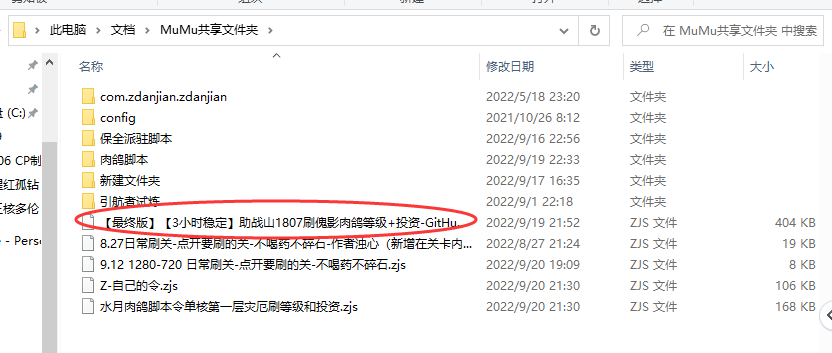 此电脑 > 文档 > MuMu共享文件夹 >
在 MuMu共享文件夹 中搜索
名称 修改日期 类型 大小
com.zdanjian.zdanjian 2022/5/18 23:20 文件夹
config 2021/10/26 8:12 文件夹
保全派驻脚本 2022/9/16 22:56 文件夹
肉鸽脚本 2022/9/19 22:33 文件夹
新建文件夹 2022/9/17 16:35 文件夹
引航者试炼 2022/9/1 22:18 文件夹
【最终版】【3小时稳定】助战山1807刷傀影肉鸽等级+投资-GitHu... 2022/9/19 21:52 ZJS 文件 404 KB
8.27日常刷关-点开要刷的关-不喝药不碎石-作者浊心（新增在关卡内... 2022/8/27 21:24 ZJS 文件 19 KB
9.12 1280-720 日常刷关-点开要刷的关-不喝药不碎石.zjs 2022/9/20 19:09 ZJS 文件 8 KB
Z-自己的令.zjs 2022/9/20 21:30 ZJS 文件 106 KB
水月肉鸽脚本令单核第一层灾厄刷等级和投资.zjs 2022/9/20 21:30 ZJS 文件 168 KB
(C:)
06 CP制
望红孤钻
核多伦
- Perso